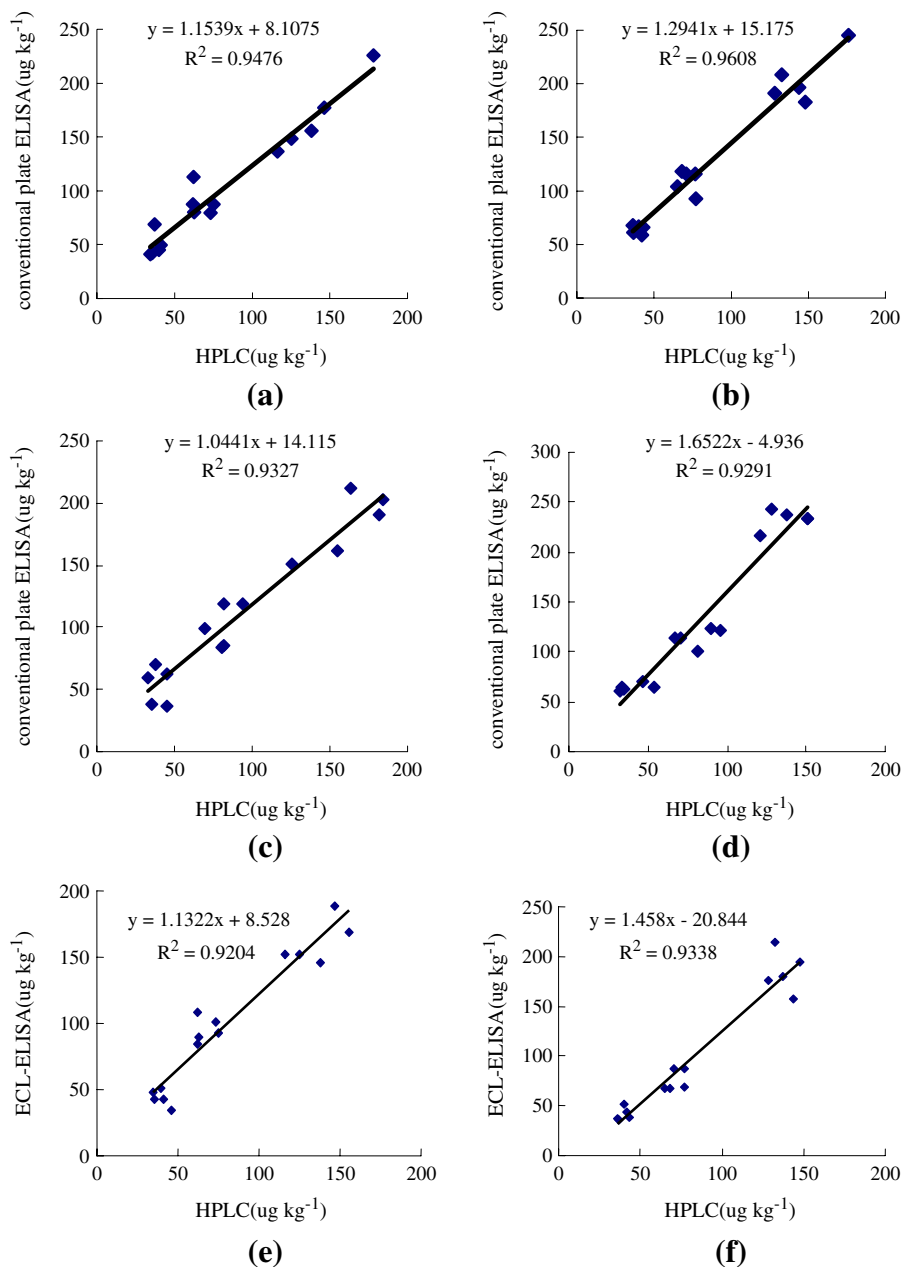 y = 1.1539x + 8.1075
R² = 0.9476
conventional plate ELISA(ug kg⁻¹)
250
200
150
100
50
0
0 50 100 150 200
HPLC(ug kg⁻¹)
(a)
y = 1.2941x + 15.175
R² = 0.9608
conventional plate ELISA(ug kg⁻¹)
250
200
150
100
50
0
0 50 100 150 200
HPLC(ug kg⁻¹)
(b)
y = 1.0441x + 14.115
R² = 0.9327
conventional plate ELISA(ug kg⁻¹)
250
200
150
100
50
0
0 50 100 150 200
HPLC(ug kg⁻¹)
(c)
y = 1.6522x - 4.936
R² = 0.9291
conventional plate ELISA(ug kg⁻¹)
300
250
200
150
100
50
0
0 50 100 150 200
HPLC(ug kg⁻¹)
(d)
y = 1.1322x + 8.528
R² = 0.9204
ECL-ELISA(ug kg⁻¹)
200
150
100
50
0
0 50 100 150 200
HPLC(ug kg⁻¹)
(e)
y = 1.458x - 20.844
R² = 0.9338
ECL-ELISA(ug kg⁻¹)
250
200
150
100
50
0
0 50 100 150 200
HPLC(ug kg⁻¹)
(f)